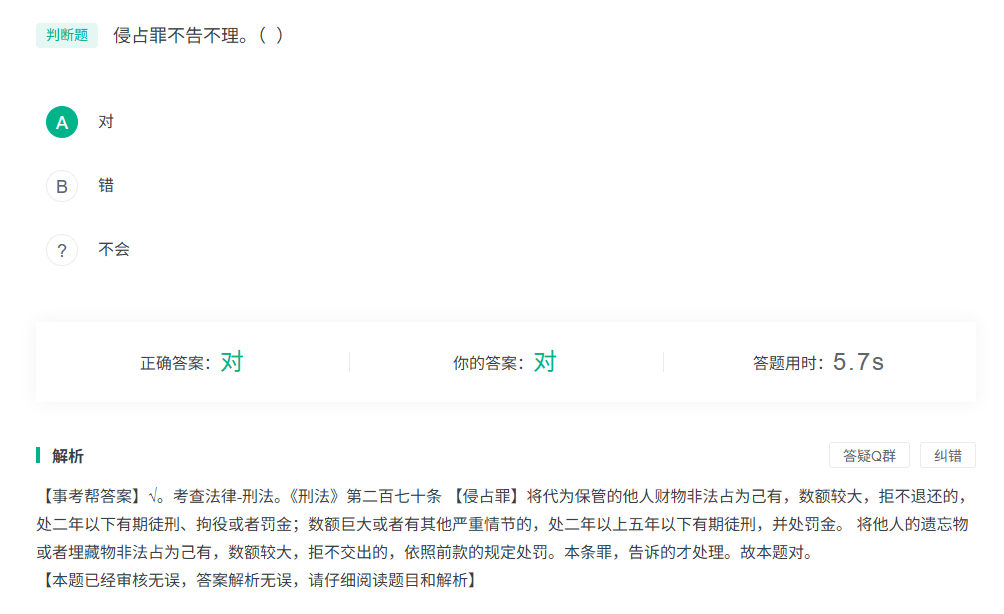 判断题 侵占罪不告不理。（ ）
A 对
B 错
? 不会
正确答案：对 你的答案：对 答题用时：5.7s
解析 答疑Q群 纠错
【事考帮答案】√。考查法律-刑法。《刑法》第二百七十条 【侵占罪】将代为保管的他人财物非法占为己有，数额较大，拒不退还的，
处二年以下有期徒刑、拘役或者罚金；数额巨大或者有其他严重情节的，处二年以上五年以下有期徒刑，并处罚金。 将他人的遗忘物
或者埋藏物非法占为己有，数额较大，拒不交出的，依照前款的规定处罚。本条罪，告诉的才处理。故本题对。
【本题已经审核无误，答案解析无误，请仔细阅读题目和解析】